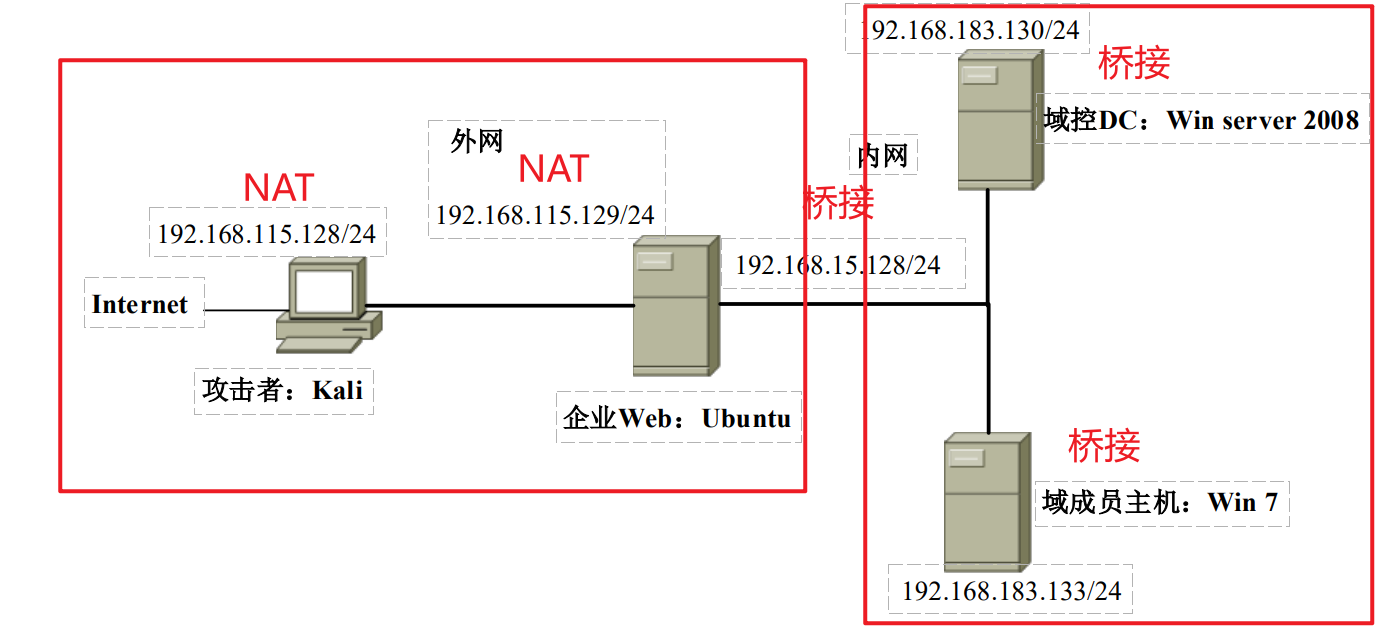 192.168.183.130/24
桥接
域控DC：Win server 2008
外网
NAT
192.168.115.129/24
内网
NAT
192.168.115.128/24
桥接
192.168.15.128/24
Internet
攻击者：Kali
企业Web：Ubuntu
桥接
域成员主机：Win 7
192.168.183.133/24